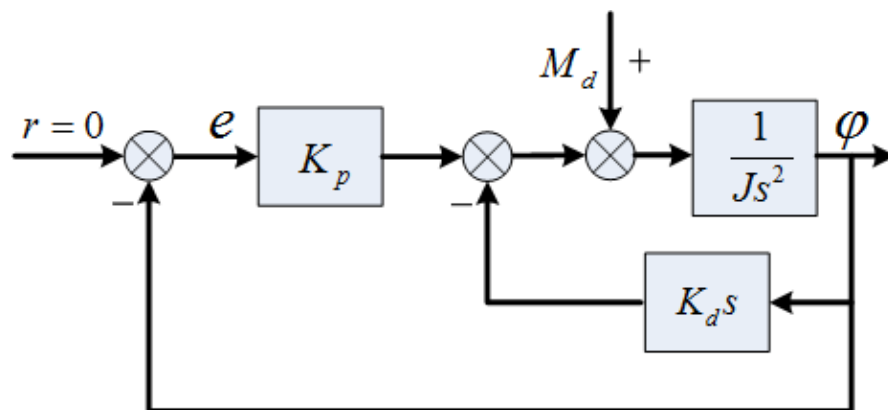 r = 0
−
e
K_p
−
M_d +
1
Js²
φ
K_d s